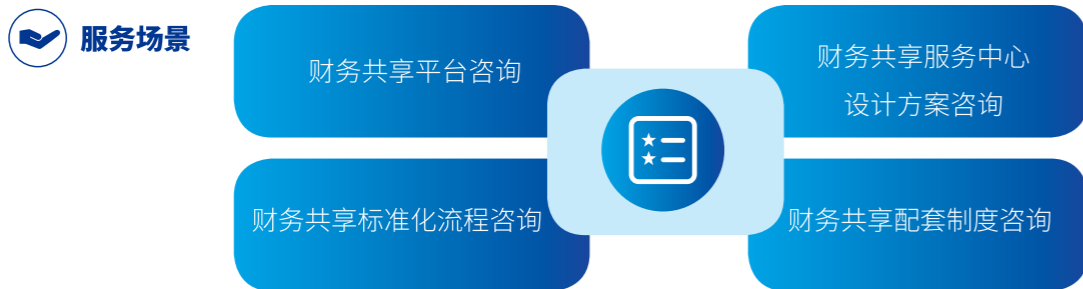 服务场景
财务共享平台咨询
财务共享服务中心
设计方案咨询
财务共享标准化流程咨询
财务共享配套制度咨询